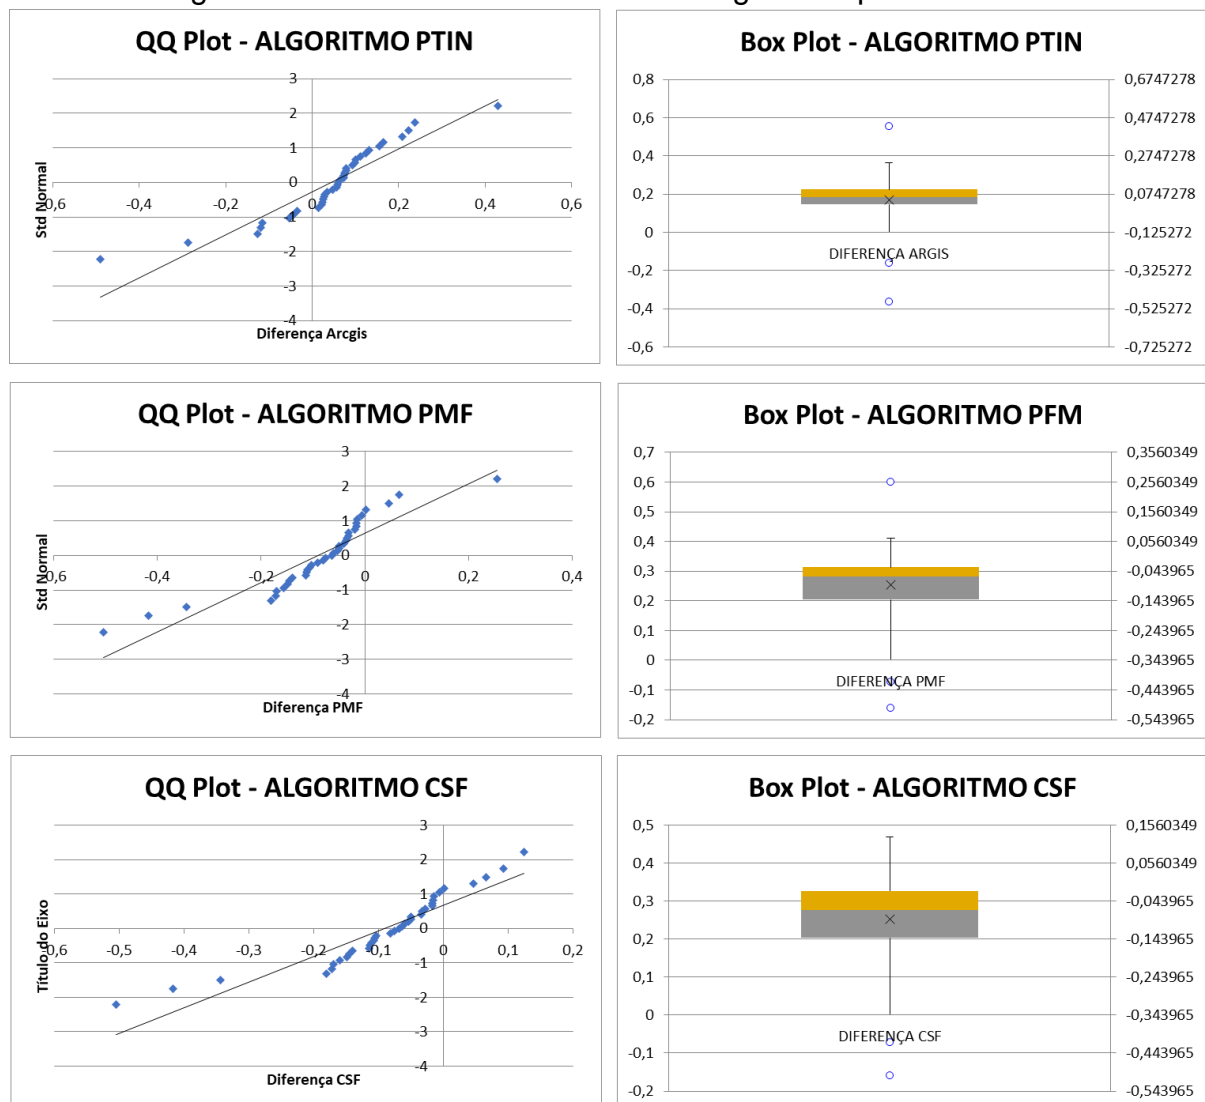 QQ Plot - ALGORITMO PTIN
3
2
1
0
0,6 -0,4 -0,2 0 0,2 0,4 0,6
-1
-2
-3
-4
Std Normal
Diferença Arcgis
Box Plot - ALGORITMO PTIN
0,8 0,6747278
0,6 0,4747278
0,4 0,2747278
0,2 0,0747278
0 -0,125272
DIFERENÇA ARGIS
-0,2 -0,325272
-0,4 -0,525272
-0,6 -0,725272
QQ Plot - ALGORITMO PMF
3
2
1
0
0,6 -0,4 -0,2 0 0,2 0,4
-1
-2
-3
-4
Std Normal
Diferença PMF
Box Plot - ALGORITMO PFM
0,7 0,3560349
0,6 0,2560349
0,5 0,1560349
0,4 0,0560349
0,3 -0,043965
0,2 -0,143965
0,1 -0,243965
0 -0,343965
DIFERENÇA PMF
-0,1 -0,443965
-0,2 -0,543965
QQ Plot - ALGORITMO CSF
3
2
1
0
0,6 -0,5 -0,4 -0,3 -0,2 -0,1 0 0,1 0,2
-1
-2
-3
-4
Título do Eixo
Diferença CSF
Box Plot - ALGORITMO CSF
0,5 0,1560349
0,4 0,0560349
0,3 -0,043965
0,2 -0,143965
0,1 -0,243965
0 -0,343965
DIFERENÇA CSF
-0,1 -0,443965
-0,2 -0,543965